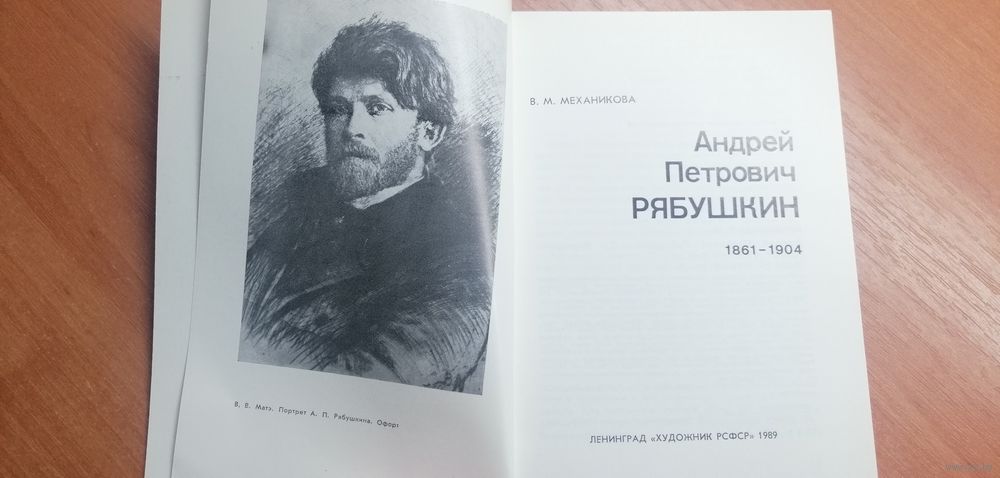 В. В. Матэ. Портрет А. П. Рябушкина. Офорт
В. М. МЕХАНИКОВА
Андрей
Петрович
РЯБУШКИН
1861–1904
ЛЕНИНГРАД «ХУДОЖНИК РСФСР» 1989